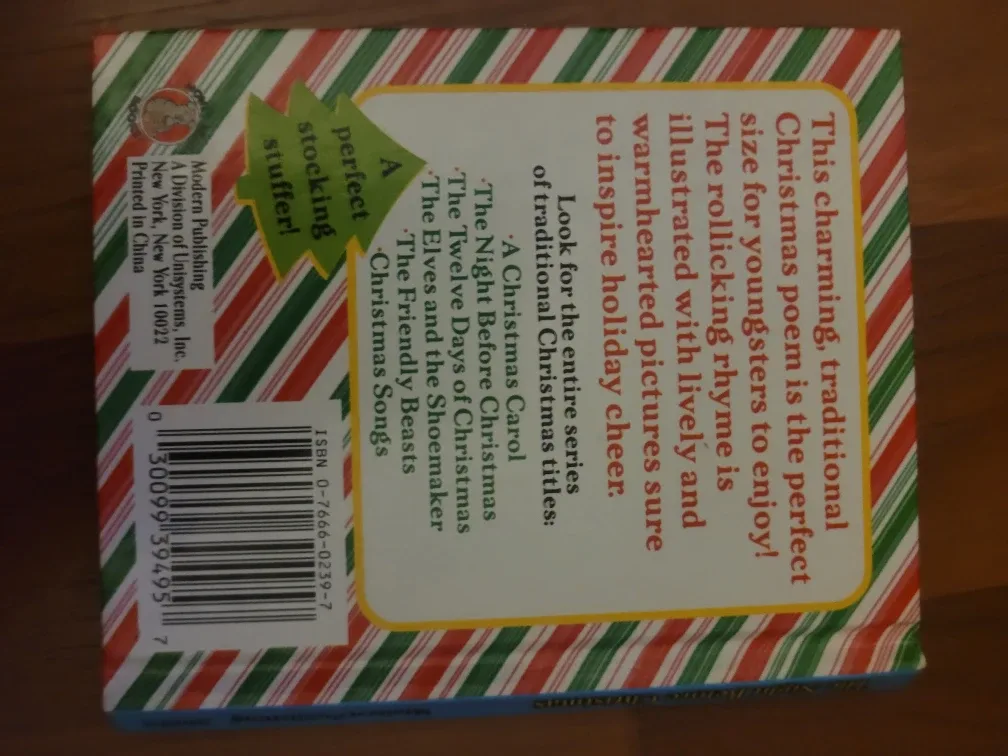 This charming, traditional
Christmas poem is the perfect
size for youngsters to enjoy!
The rollicking rhyme is
illustrated with lively and
warmhearted pictures sure
to inspire holiday cheer.
Look for the entire series
of traditional Christmas titles:
·A Christmas Carol
·The Night Before Christmas
·The Twelve Days of Christmas
·The Elves and the Shoemaker
·The Friendly Beasts
·Christmas Songs
A
perfect
stocking
stuffer!
Modern Publishing
A Division of Unisystems, Inc.
New York, New York 10022
Printed in China
ISBN 0-7666-0239-7
0 30099 39495 7